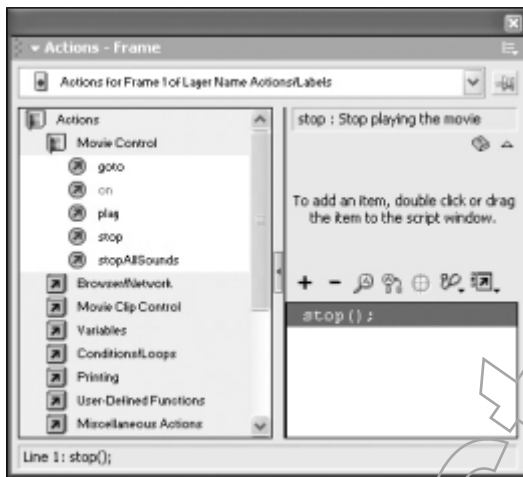 Actions - Frame
Actions for Frame 1 of Layer Name Actions/Labels
Actions
Movie Control
goto
on
play
stop
stopAllSounds
Browser/Network
Movie Clip Control
Variables
Conditions/Loops
Printing
User-Defined Functions
Miscellaneous Actions
stop : Stop playing the movie
To add an item, double click or drag
the item to the script window.
stop();
Line 1: stop();